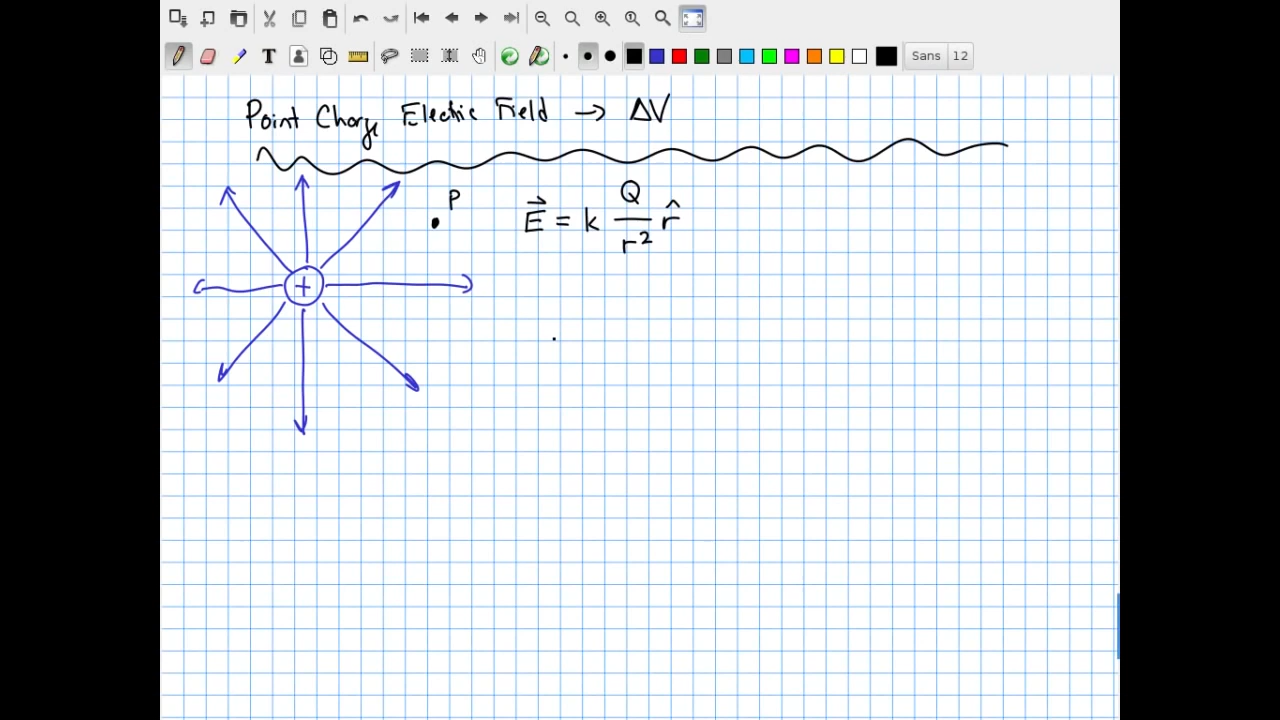 T Sans 12
Point Charge Electric Field → ΔV
P
E⃗ = k Q/r² r̂
+